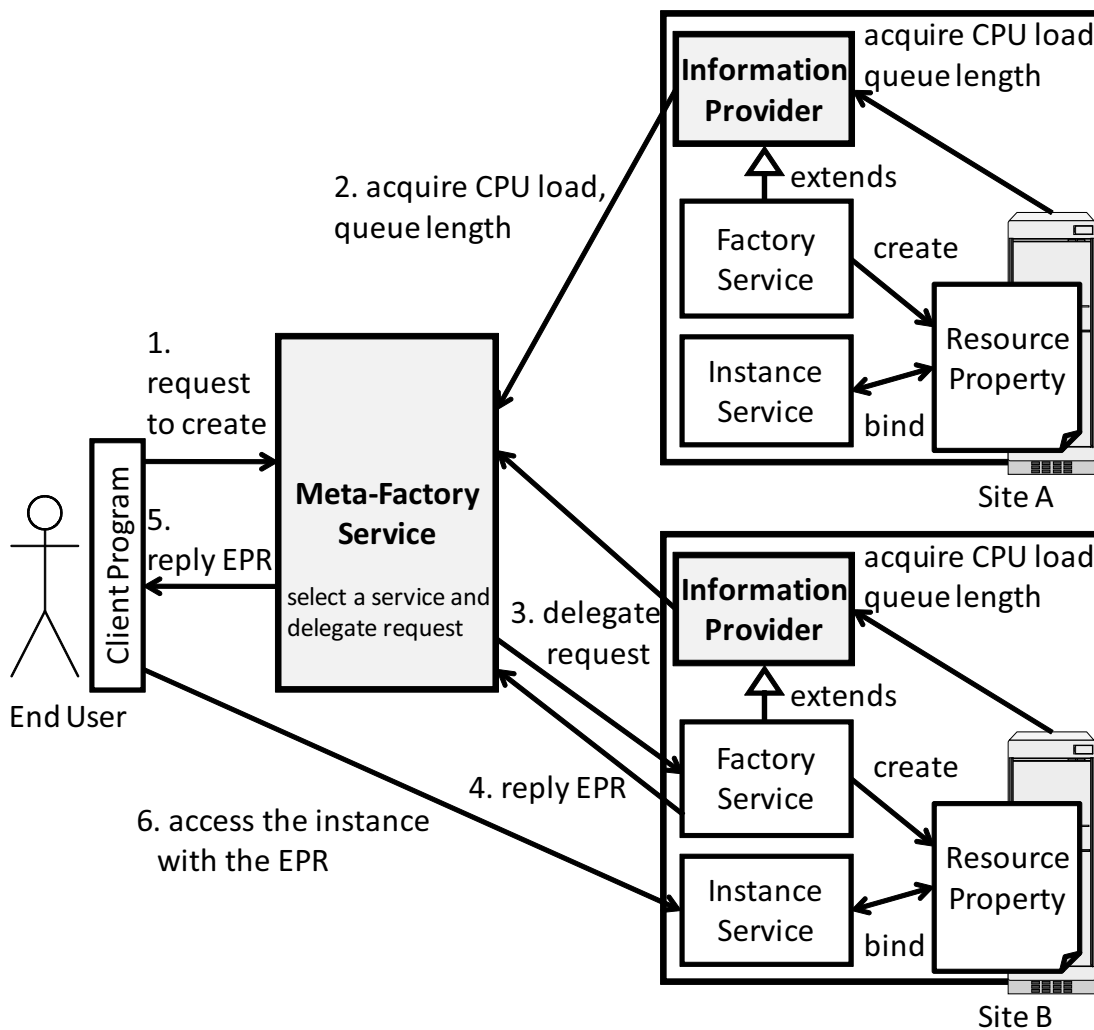 acquire CPU load,
queue length
Information
Provider
extends
2. acquire CPU load,
queue length
Factory
Service
create
Resource
Property
Instance
Service
bind
Site A
1.
request
to create
Meta-Factory
Service
select a service and
delegate request
5.
reply EPR
Client Program
End User
3. delegate
request
4. reply EPR
6. access the instance
with the EPR
acquire CPU load,
queue length
Information
Provider
extends
Factory
Service
create
Resource
Property
Instance
Service
bind
Site B